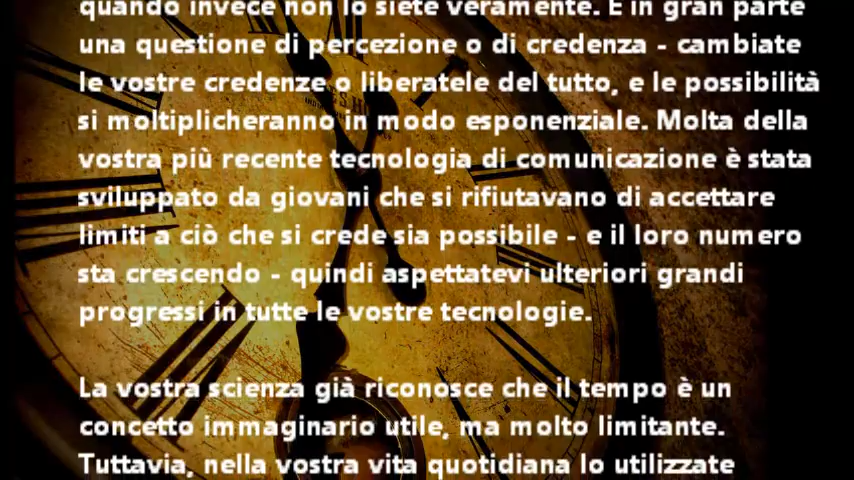 quando invece non lo siete veramente. E in gran parte
una questione di percezione o di credenza - cambiate
le vostre credenze o liberatele del tutto, e le possibilità
si moltiplicheranno in modo esponenziale. Molta della
vostra più recente tecnologia di comunicazione è stata
sviluppato da giovani che si rifiutavano di accettare
limiti a ciò che si crede sia possibile - e il loro numero
sta crescendo - quindi aspettatevi ulteriori grandi
progressi in tutte le vostre tecnologie.
La vostra scienza già riconosce che il tempo è un
concetto immaginario utile, ma molto limitante.
Tuttavia, nella vostra vita quotidiana lo utilizzate